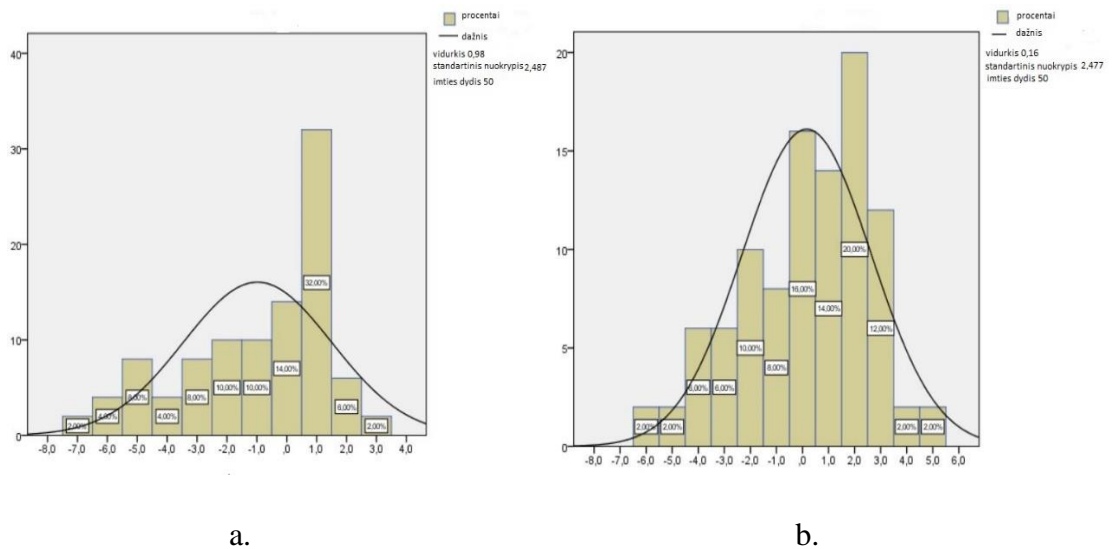 procentai
dažnis
vidurkis 0,98
standartinis nuokrypis 2,487
imties dydis 50
40
30
20
10
0
2,00% 4,00% 8,00% 4,00% 8,00% 10,00% 10,00% 14,00% 32,00% 6,00% 2,00%
-8,0 -7,0 -6,0 -5,0 -4,0 -3,0 -2,0 -1,0 ,0 1,0 2,0 3,0 4,0
a.
procentai
dažnis
vidurkis 0,16
standartinis nuokrypis 2,477
imties dydis 50
20
15
10
5
0
2,00% 2,00% 6,00% 6,00% 10,00% 8,00% 16,00% 14,00% 20,00% 12,00% 2,00% 2,00%
-8,0 -7,0 -6,0 -5,0 -4,0 -3,0 -2,0 -1,0 ,0 1,0 2,0 3,0 4,0 5,0 6,0
b.